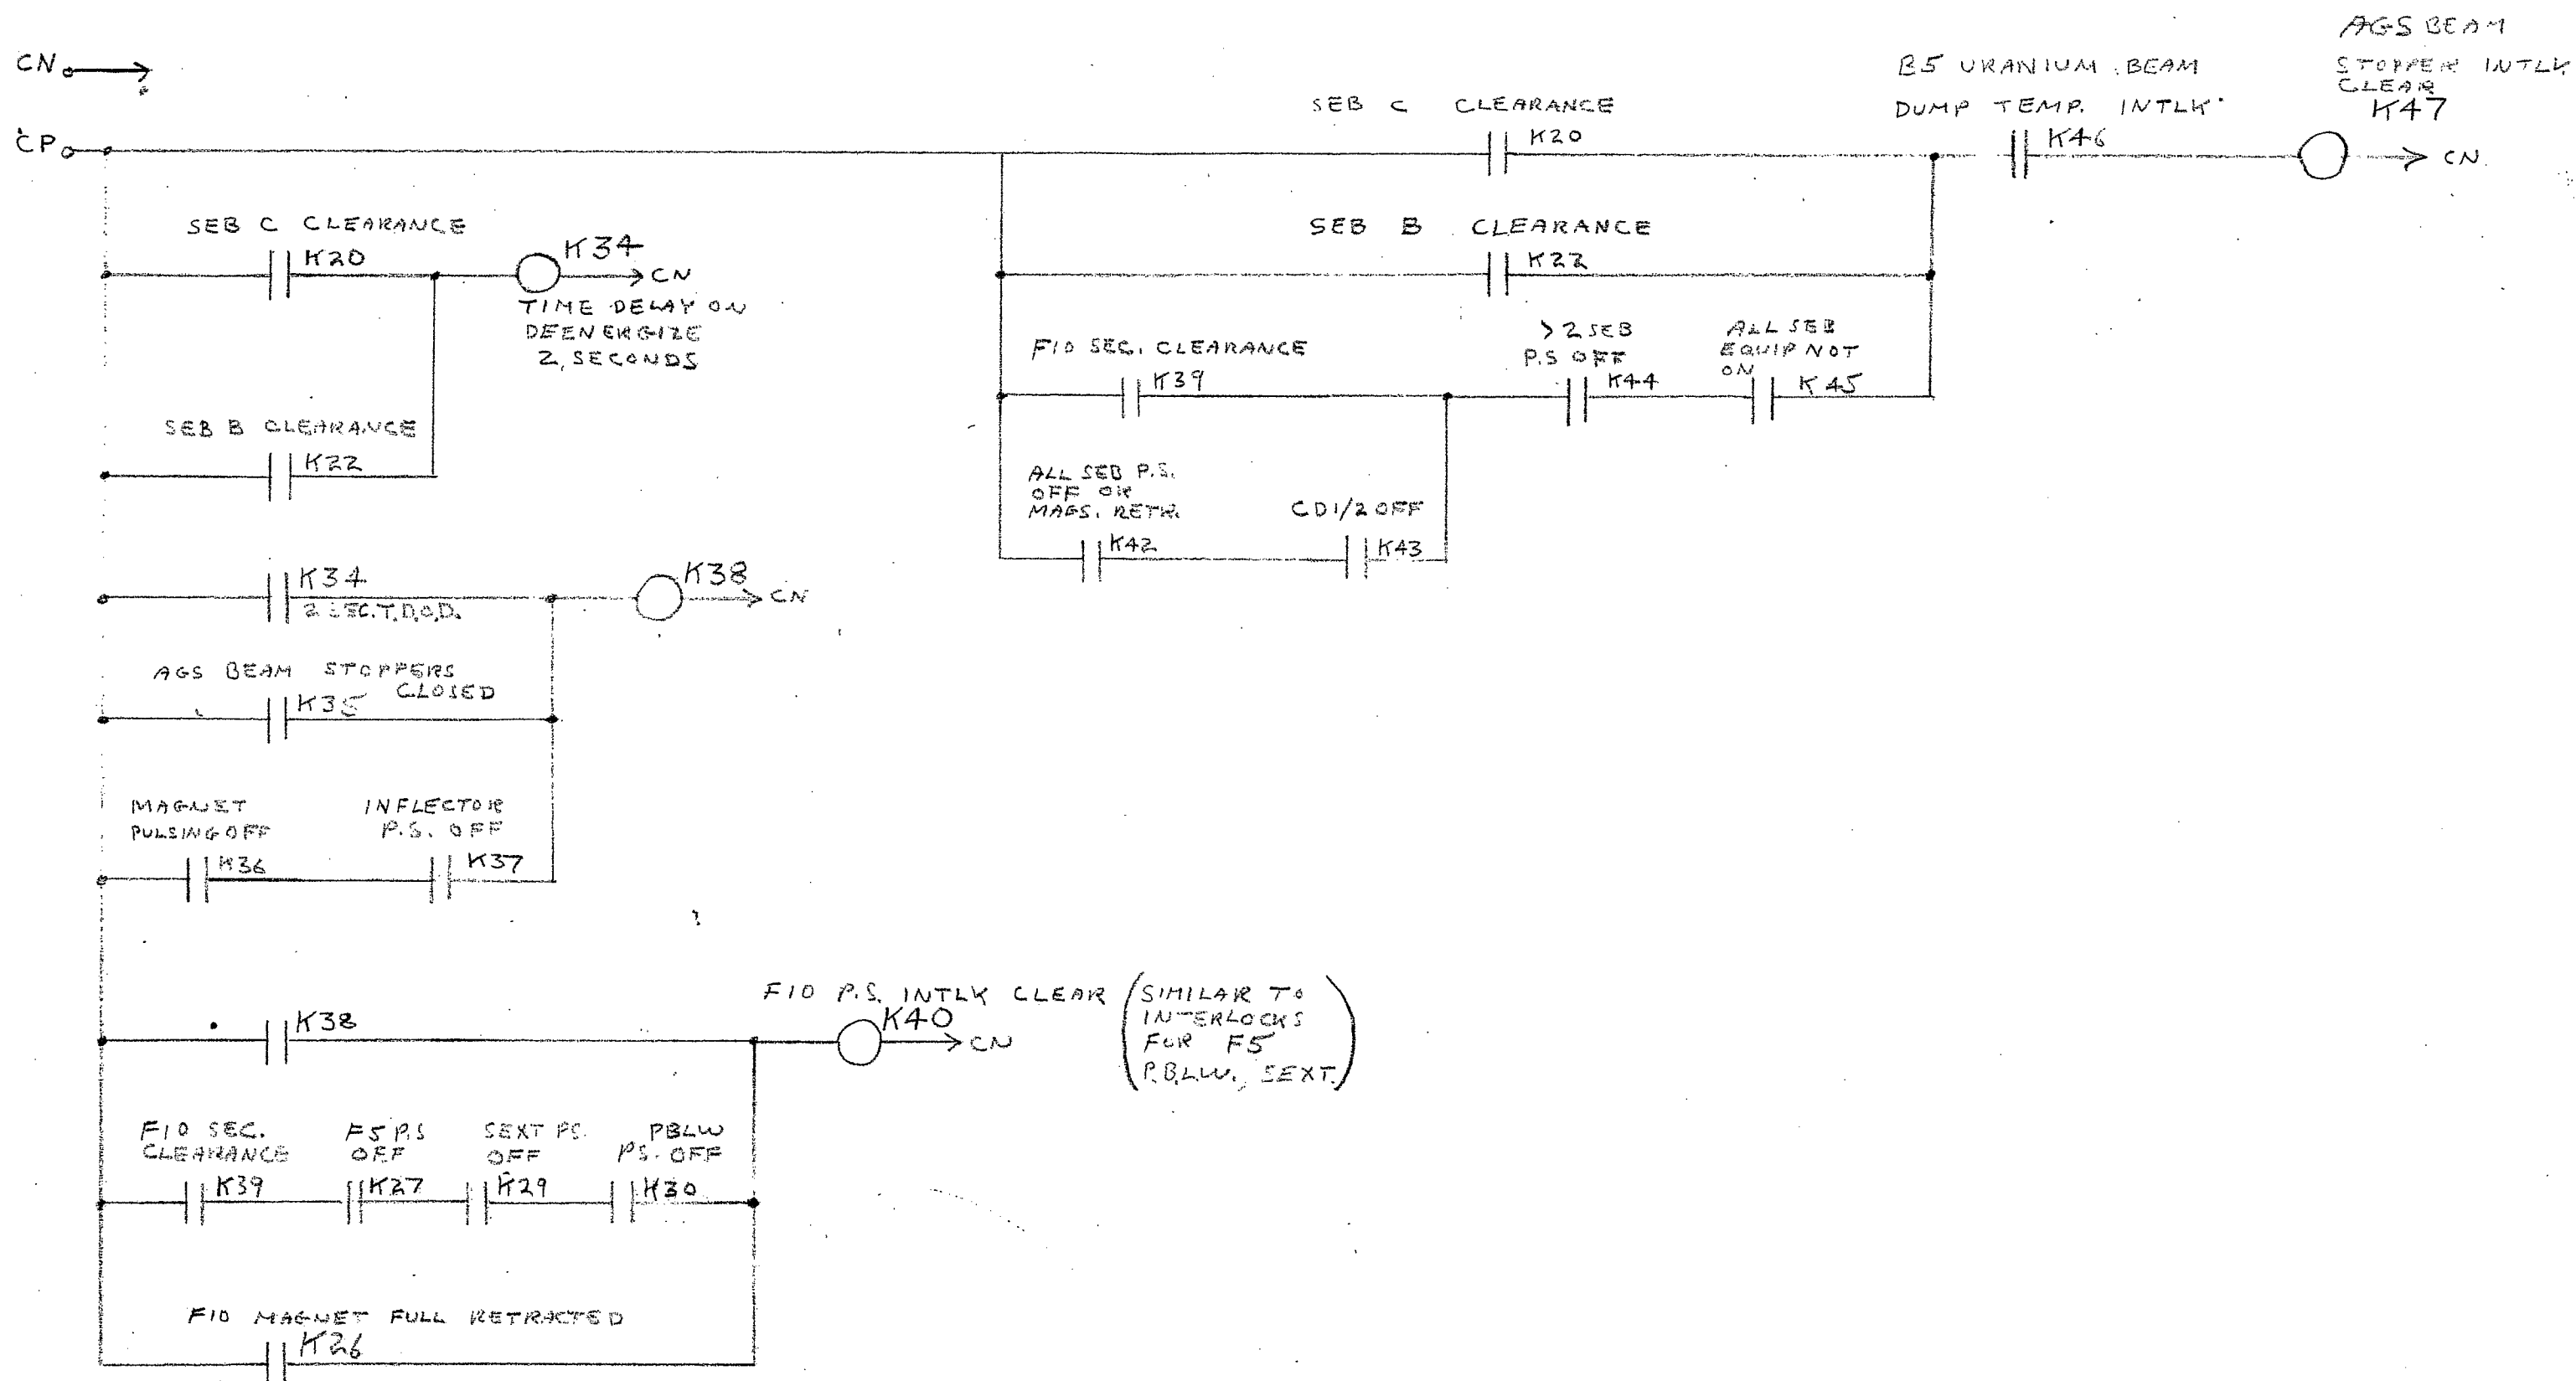 CN
CP
SEB C CLEARANCE
K20
K34
CN
TIME DELAY ON
DEENERGIZE
2 SECONDS
SEB B CLEARANCE
K22
K34
2 SEC. T.D.O.D.
K38
CN
AGS BEAM STOPPERS
CLOSED
K35
MAGNET
PULSING OFF
K36
INFLECTOR
P.S. OFF
K37
K38
F10 P.S. INTLK CLEAR
K40
CN
(SIMILAR TO
INTERLOCKS
FOR F5
P.B.L.W., SEXT.)
F10 SEC.
CLEARANCE
K39
F5 P.S
OFF
K27
SEXT P.S.
OFF
K29
PBLW
P.S. OFF
K30
F10 MAGNET FULL RETRACTED
K26
SEB C CLEARANCE
K20
B5 URANIUM BEAM
DUMP TEMP. INTLK
K46
AGS BEAM
STOPPER INTLK
CLEAR
K47
CN
SEB B CLEARANCE
K22
F10 SEC. CLEARANCE
K39
>2 SEB
P.S OFF
K44
ALL SEB
EQUIP NOT
ON
K45
ALL SEB P.S.
OFF OR
MAGS. RETR.
K42
CD1/2 OFF
K43